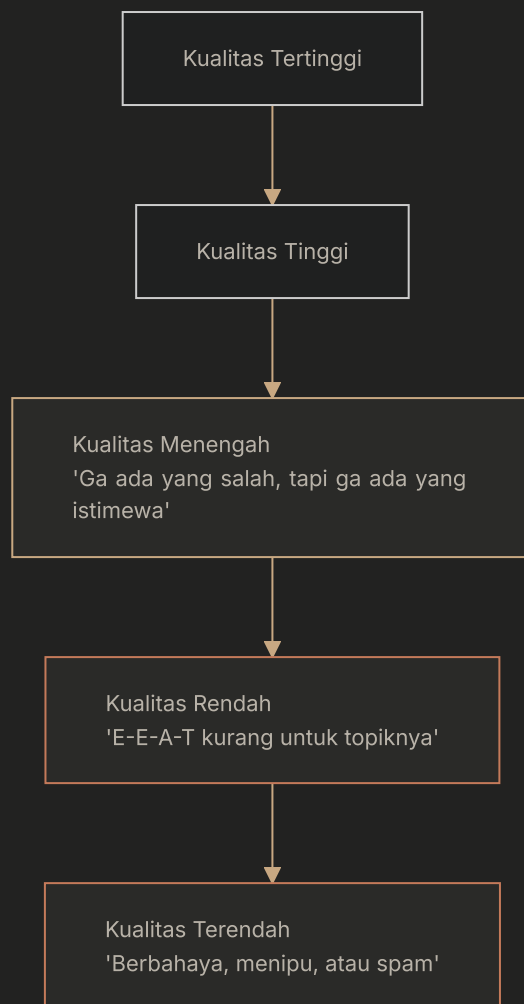 Kualitas Tertinggi
Kualitas Tinggi
Kualitas Menengah
'Ga ada yang salah, tapi ga ada yang
istimewa'
Kualitas Rendah
'E-E-A-T kurang untuk topiknya'
Kualitas Terendah
'Berbahaya, menipu, atau spam'